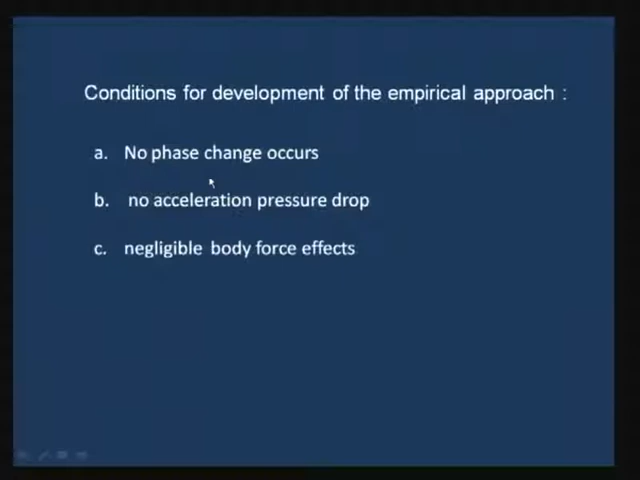 Conditions for development of the empirical approach :
a. No phase change occurs
b. no acceleration pressure drop
c. negligible body force effects